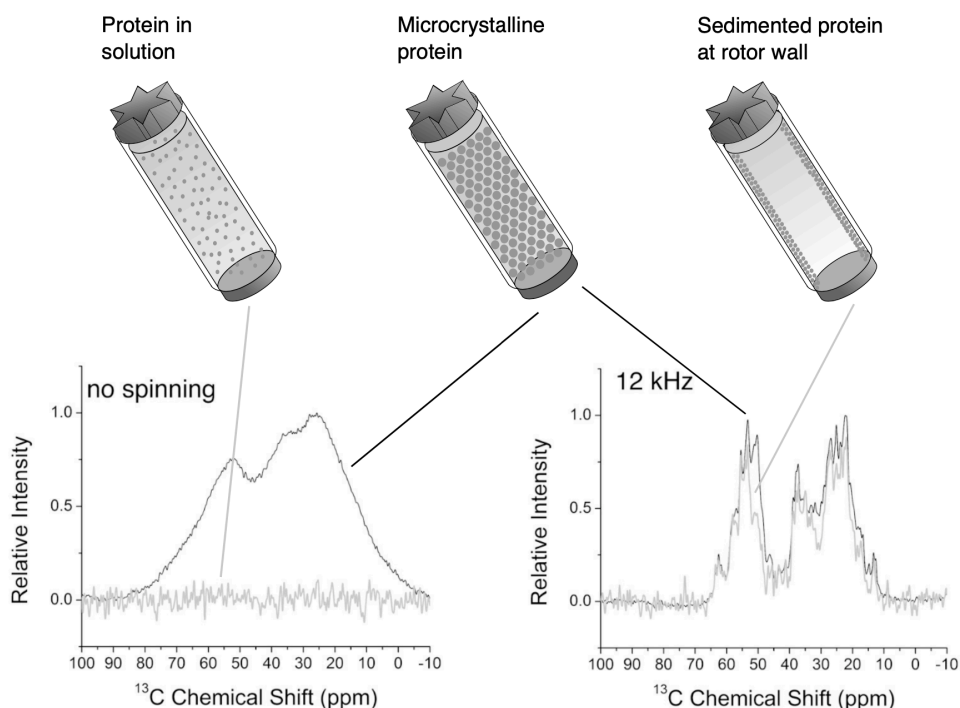 Protein in
solution
Microcrystalline
protein
Sedimented protein
at rotor wall
no spinning
12 kHz
Relative Intensity
1.0
0.5
0.0
100 90 80 70 60 50 40 30 20 10 0 -10
¹³C Chemical Shift (ppm)
Relative Intensity
1.0
0.5
0.0
100 90 80 70 60 50 40 30 20 10 0 -10
¹³C Chemical Shift (ppm)